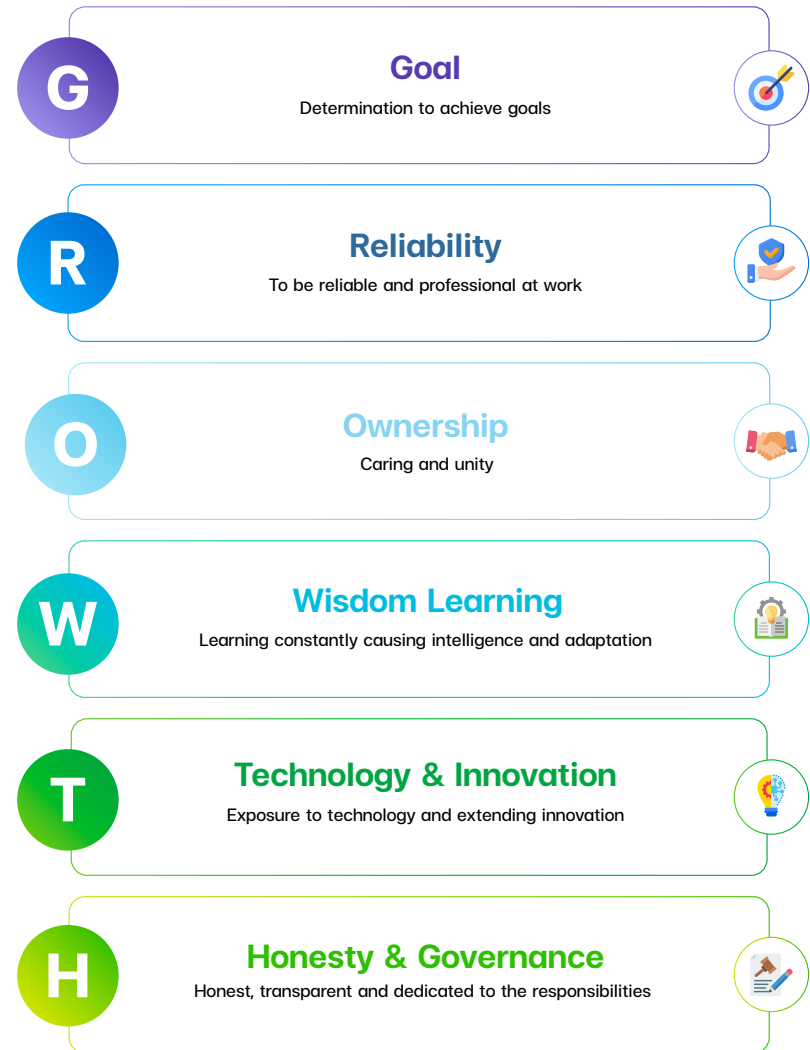 G
Goal
Determination to achieve goals
R
Reliability
To be reliable and professional at work
O
Ownership
Caring and unity
W
Wisdom Learning
Learning constantly causing intelligence and adaptation
T
Technology & Innovation
Exposure to technology and extending innovation
H
Honesty & Governance
Honest, transparent and dedicated to the responsibilities